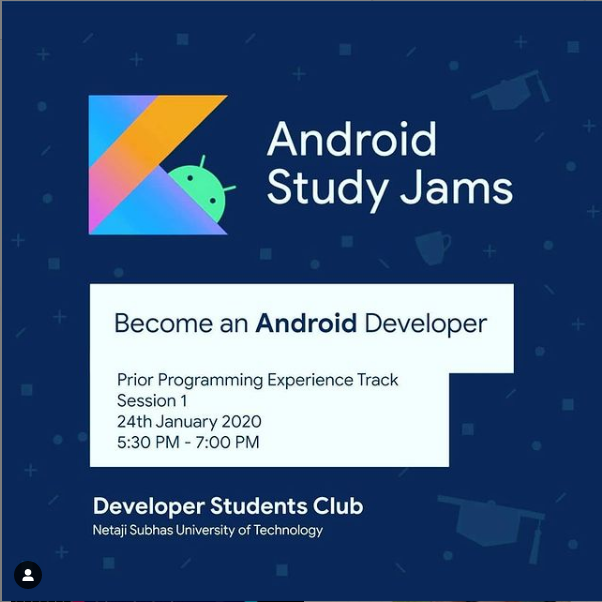 Android
Study Jams
Become an Android Developer
Prior Programming Experience Track
Session 1
24th January 2020
5:30 PM - 7:00 PM
Developer Students Club
Netaji Subhas University of Technology